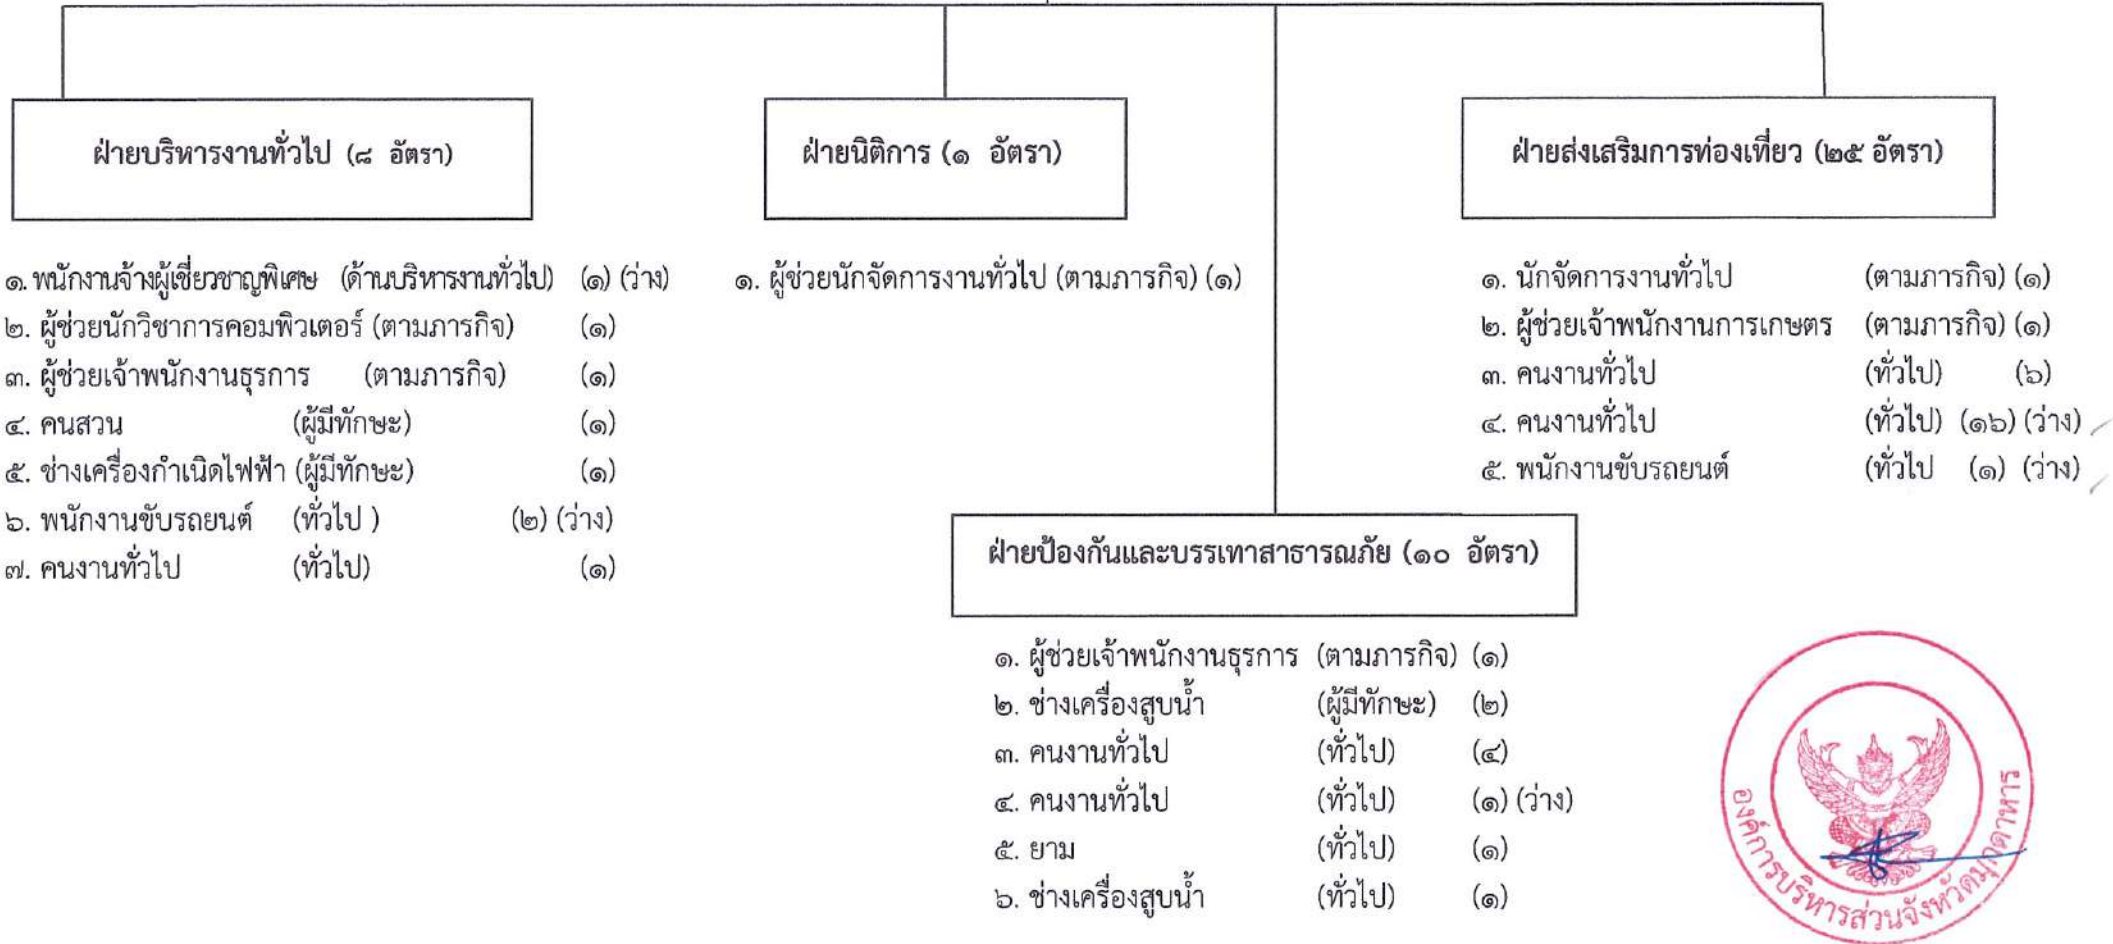 ฝ่ายบริหารงานทั่วไป (๘ อัตรา)
๑. พนักงานจ้างผู้เชี่ยวชาญพิเศษ (ด้านบริหารงานทั่วไป) (๑) (ว่าง)
๒. ผู้ช่วยนักวิชาการคอมพิวเตอร์ (ตามภารกิจ) (๑)
๓. ผู้ช่วยเจ้าพนักงานธุรการ (ตามภารกิจ) (๑)
๔. คนสวน (ผู้มีทักษะ) (๑)
๕. ช่างเครื่องกำเนิดไฟฟ้า (ผู้มีทักษะ) (๑)
๖. พนักงานขับรถยนต์ (ทั่วไป ) (๒) (ว่าง)
๗. คนงานทั่วไป (ทั่วไป) (๑)
ฝ่ายนิติการ (๑ อัตรา)
๑. ผู้ช่วยนักจัดการงานทั่วไป (ตามภารกิจ) (๑)
ฝ่ายส่งเสริมการท่องเที่ยว (๒๕ อัตรา)
๑. นักจัดการงานทั่วไป (ตามภารกิจ) (๑)
๒. ผู้ช่วยเจ้าพนักงานการเกษตร (ตามภารกิจ) (๑)
๓. คนงานทั่วไป (ทั่วไป) (๖)
๔. คนงานทั่วไป (ทั่วไป) (๑๖) (ว่าง)
๕. พนักงานขับรถยนต์ (ทั่วไป (๑) (ว่าง)
ฝ่ายป้องกันและบรรเทาสาธารณภัย (๑๐ อัตรา)
๑. ผู้ช่วยเจ้าพนักงานธุรการ (ตามภารกิจ) (๑)
๒. ช่างเครื่องสูบน้ำ (ผู้มีทักษะ) (๒)
๓. คนงานทั่วไป (ทั่วไป) (๔)
๔. คนงานทั่วไป (ทั่วไป) (๑) (ว่าง)
๕. ยาม (ทั่วไป) (๑)
๖. ช่างเครื่องสูบน้ำ (ทั่วไป) (๑)
องค์การบริหารส่วนจังหวัดมุกดาหาร